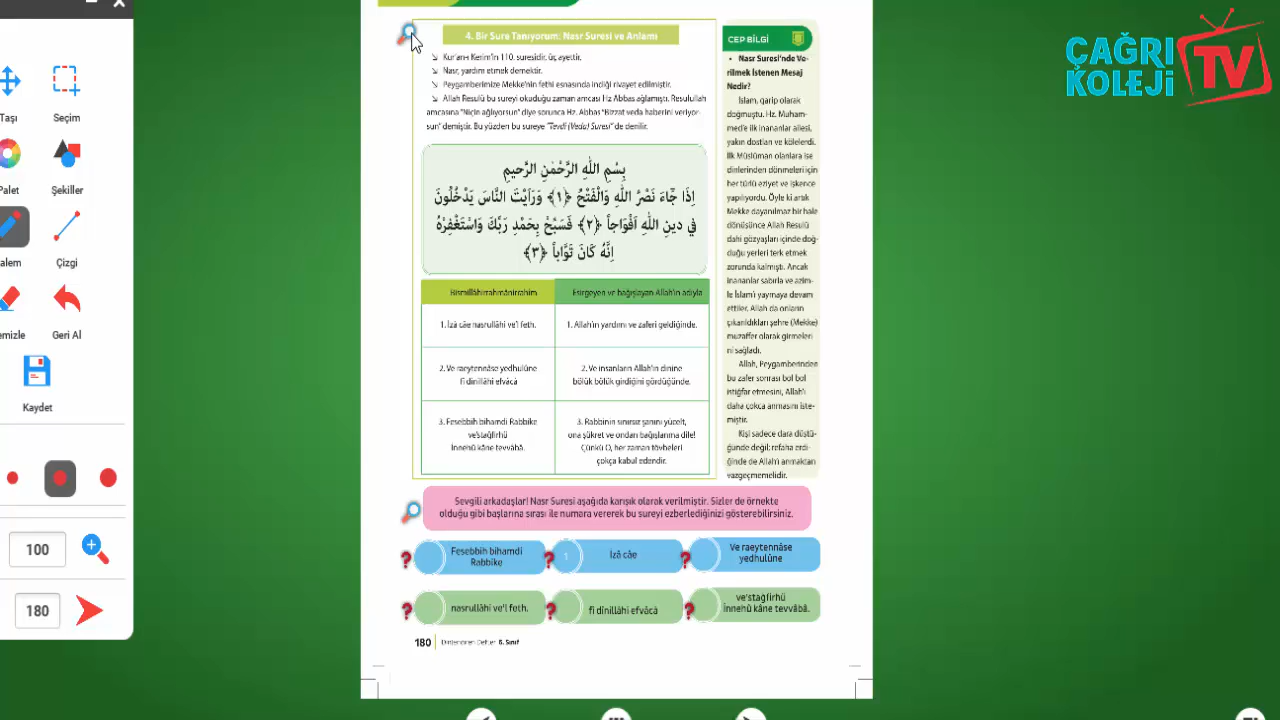 ÇAĞRI
KOLEJİ
TV
Taşı
Seçim
Palet
Şekiller
alem
Çizgi
emizle
Geri Al
Kaydet
100
180
4. Bir Sure Tanıyorum: Nasr Suresi ve Anlamı
↘ Kur'an-ı Kerim'in 110. suresidir, üç ayettir.
↘ Nasr, yardım etmek demektir.
↘ Peygamberimize Mekke'nin fethi esnasında indiği rivayet edilmiştir.
↘ Allah Resulü bu sureyi okuduğu zaman amcası Hz Abbas ağlamıştı. Resulullah
amcasına "Niçin ağlıyorsun" diye sorunca Hz. Abbas "Bizzat veda haberini veriyor-
sun" demiştir. Bu yüzden bu sureye "Tevdî (Veda) Suresi" de denilir.
بِسْمِ اللّٰهِ الرَّحْمٰنِ الرَّحيمِ
اِذَا جَٓاءَ نَصْرُ اللّٰهِ وَالْفَتْحُ ﴿١﴾ وَرَاَيْتَ النَّاسَ يَدْخُلُونَ
في دينِ اللّٰهِ اَفْوَاجاً ﴿٢﴾ فَسَبِّحْ بِحَمْدِ رَبِّكَ وَاسْتَغْفِرْهُ
اِنَّهُ كَانَ تَوَّاباً ﴿٣﴾
Bismillâhirrahmânirrahîm
Esirgeyen ve bağışlayan Allah'ın adıyla
1. İzâ câe nasrullâhi ve'l feth.
1. Allah'ın yardımı ve zaferi geldiğinde.
2. Ve raeytennâse yedhulûne
fî dînillâhi efvâcâ
2. Ve insanların Allah'ın dinine
bölük bölük girdiğini gördüğünde.
3. Fesebbih bihamdi Rabbike
ve'stağfirhü
İnnehû kâne tevvâbâ.
3. Rabbinin sınırsız şanını yücelt,
ona şükret ve ondan bağışlanma dile!
Çünkü O, her zaman tövbeleri
çokça kabul edendir.
CEP BİLGİ
• Nasr Suresi'nde Ve-
rilmek İstenen Mesaj
Nedir?
İslam, garip olarak
doğmuştu. Hz. Muham-
med'e ilk inananlar ailesi,
yakın dostları ve kölelerdi.
İlk Müslüman olanlara ise
dinlerinden dönmeleri için
her türlü eziyet ve işkence
yapılıyordu. Öyle ki artık
Mekke dayanılmaz bir hale
dönüşünce Allah Resulü
dahi gözyaşları içinde doğ-
duğu yerleri terk etmek
zorunda kalmıştı. Ancak
inananlar sabırla ve azim-
le İslam'ı yaymaya devam
ettiler. Allah da onların
çıkarıldıkları şehre (Mekke)
muzaffer olarak girmeleri
ni sağladı.
Allah, Peygamberinden
bu zafer sonrası bol bol
istiğfar etmesini, Allah'ı
daha çokça anmasını iste-
miştir.
Kişi sadece dara düştü-
ğünde değil; refaha erdi-
ğinde de Allah'ı anmaktan
vazgeçmemelidir.
Sevgili arkadaşlar! Nasr Suresi aşağıda karışık olarak verilmiştir. Sizler de örnekte
olduğu gibi başlarına sırası ile numara vererek bu sureyi ezberlediğinizi gösterebilirsiniz.
? Fesebbih bihamdi
Rabbike
? 1 İzâ câe
? Ve raeytennâse
yedhulûne
? nasrullâhi ve'l feth.
? fî dînillâhi efvâcâ
? ve'stağfirhü
İnnehû kâne tevvâbâ.
180 Dinlendiren Defter 6. Sınıf